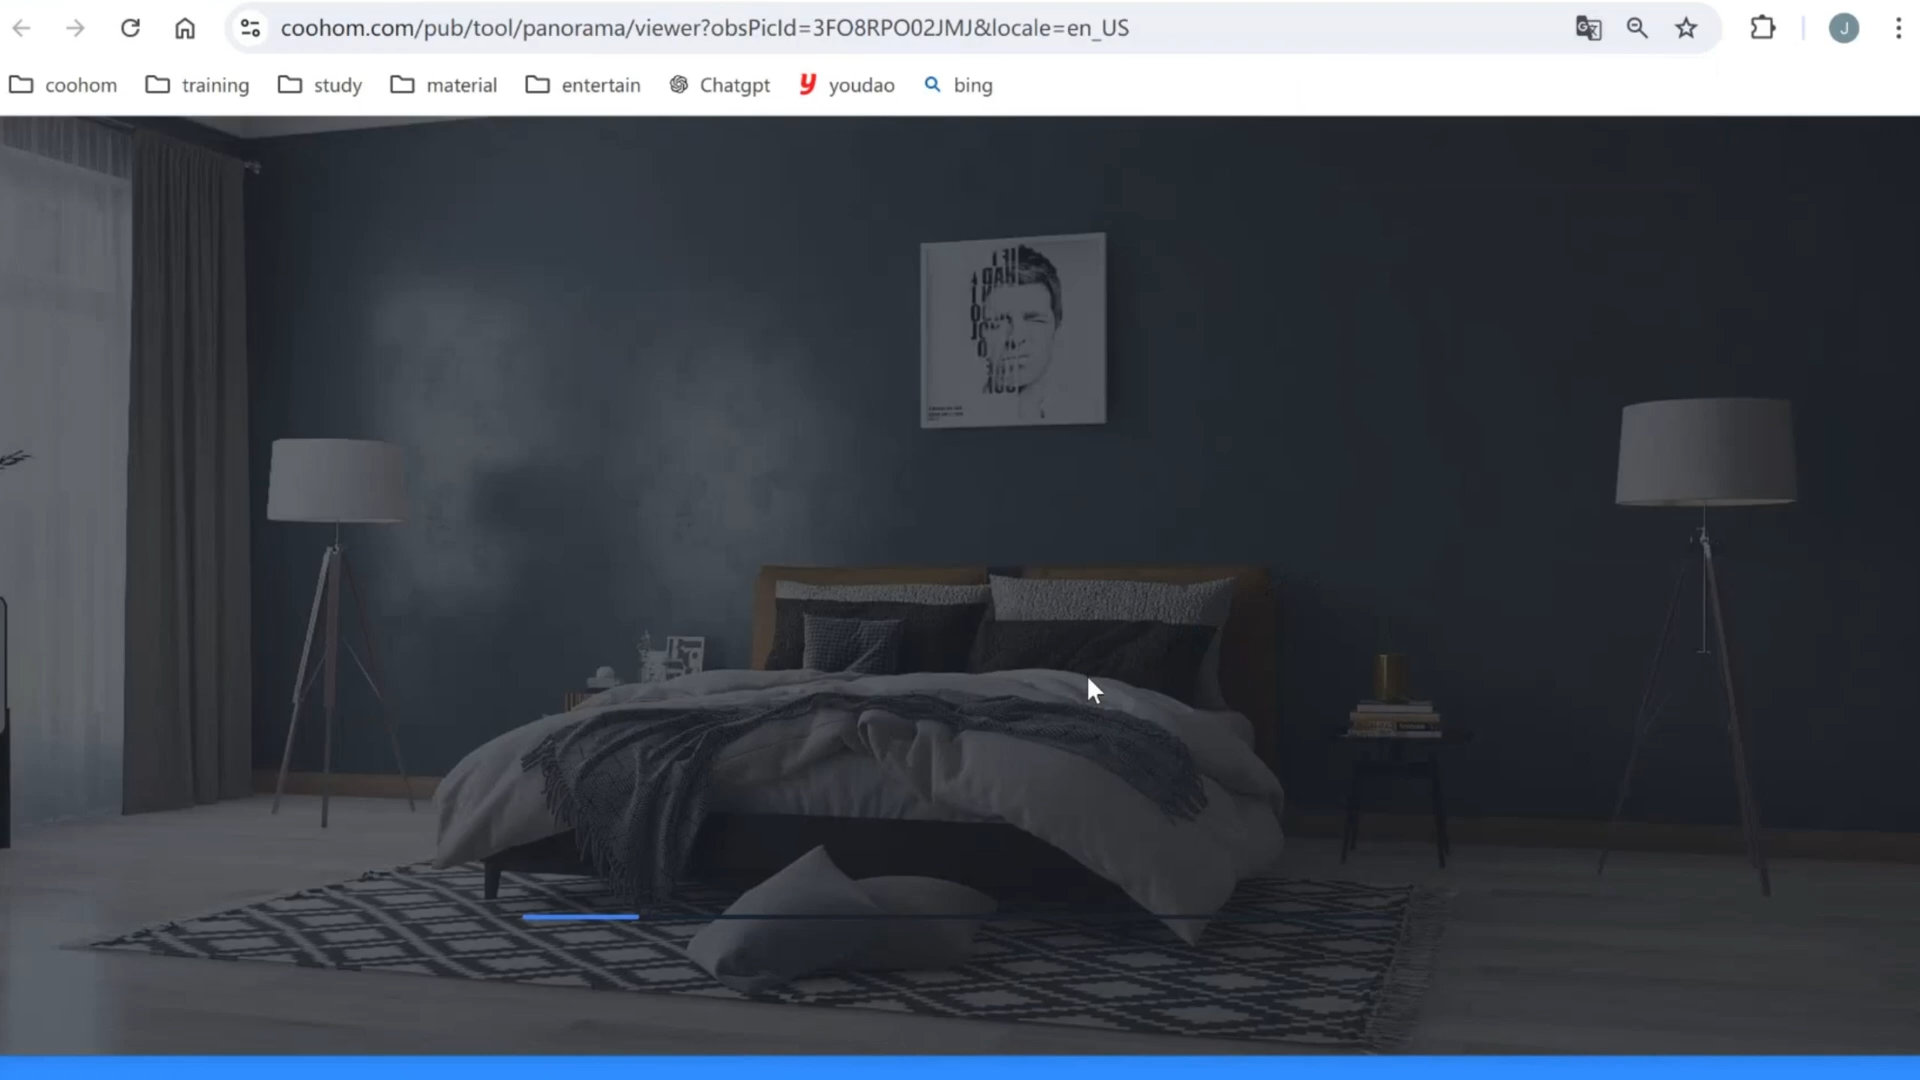 coohom.com/pub/tool/panorama/viewer?obsPicId=3FO8RPO02JMJ&locale=en_US
J
coohom
training
study
material
entertain
Chatgpt
youdao
bing